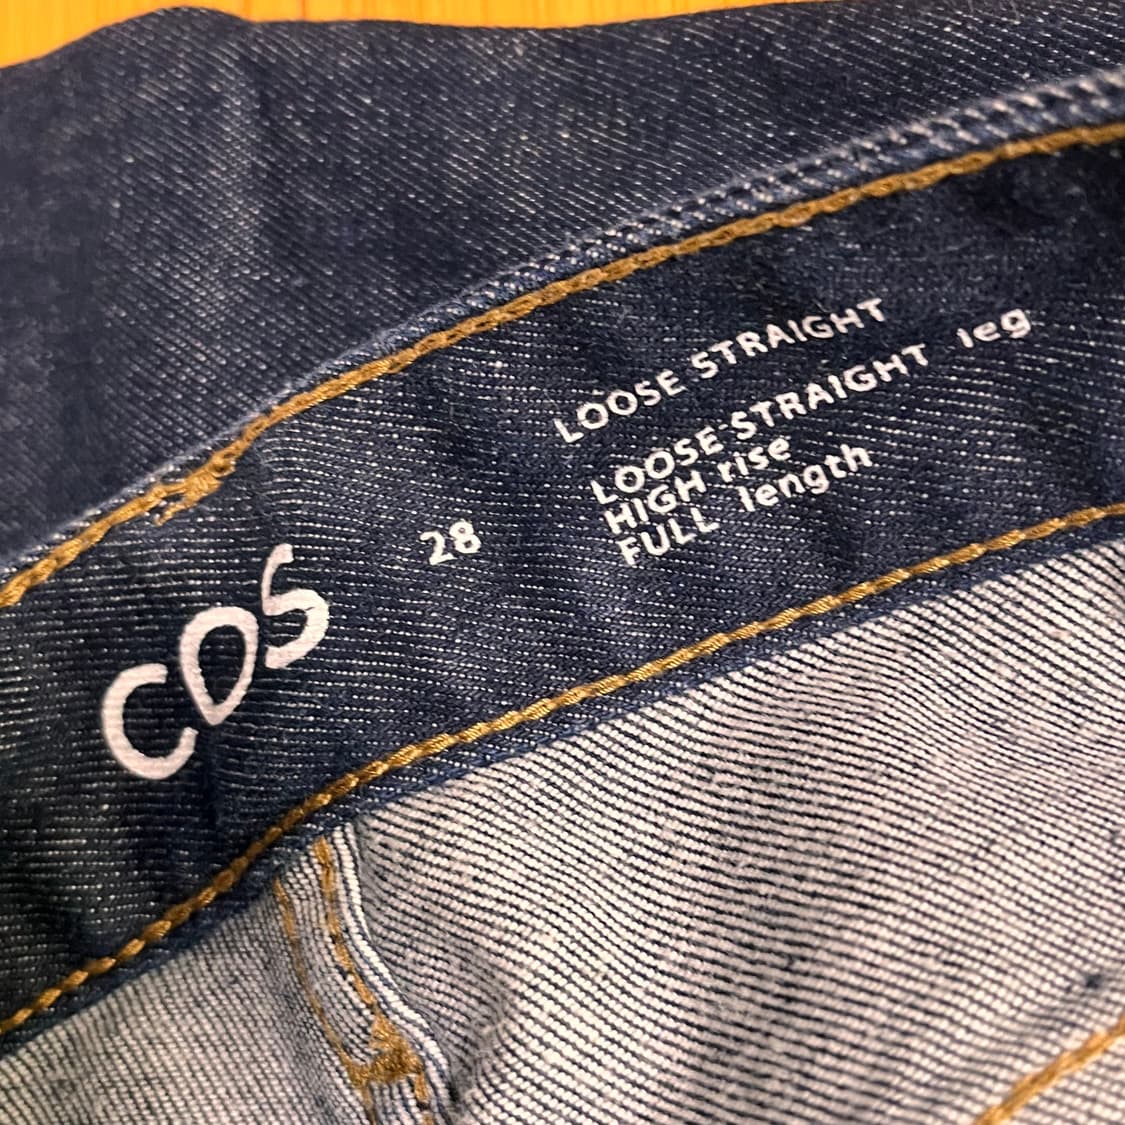 COS
28
LOOSE STRAIGHT
LOOSE-STRAIGHT leg
HIGH rise
FULL length